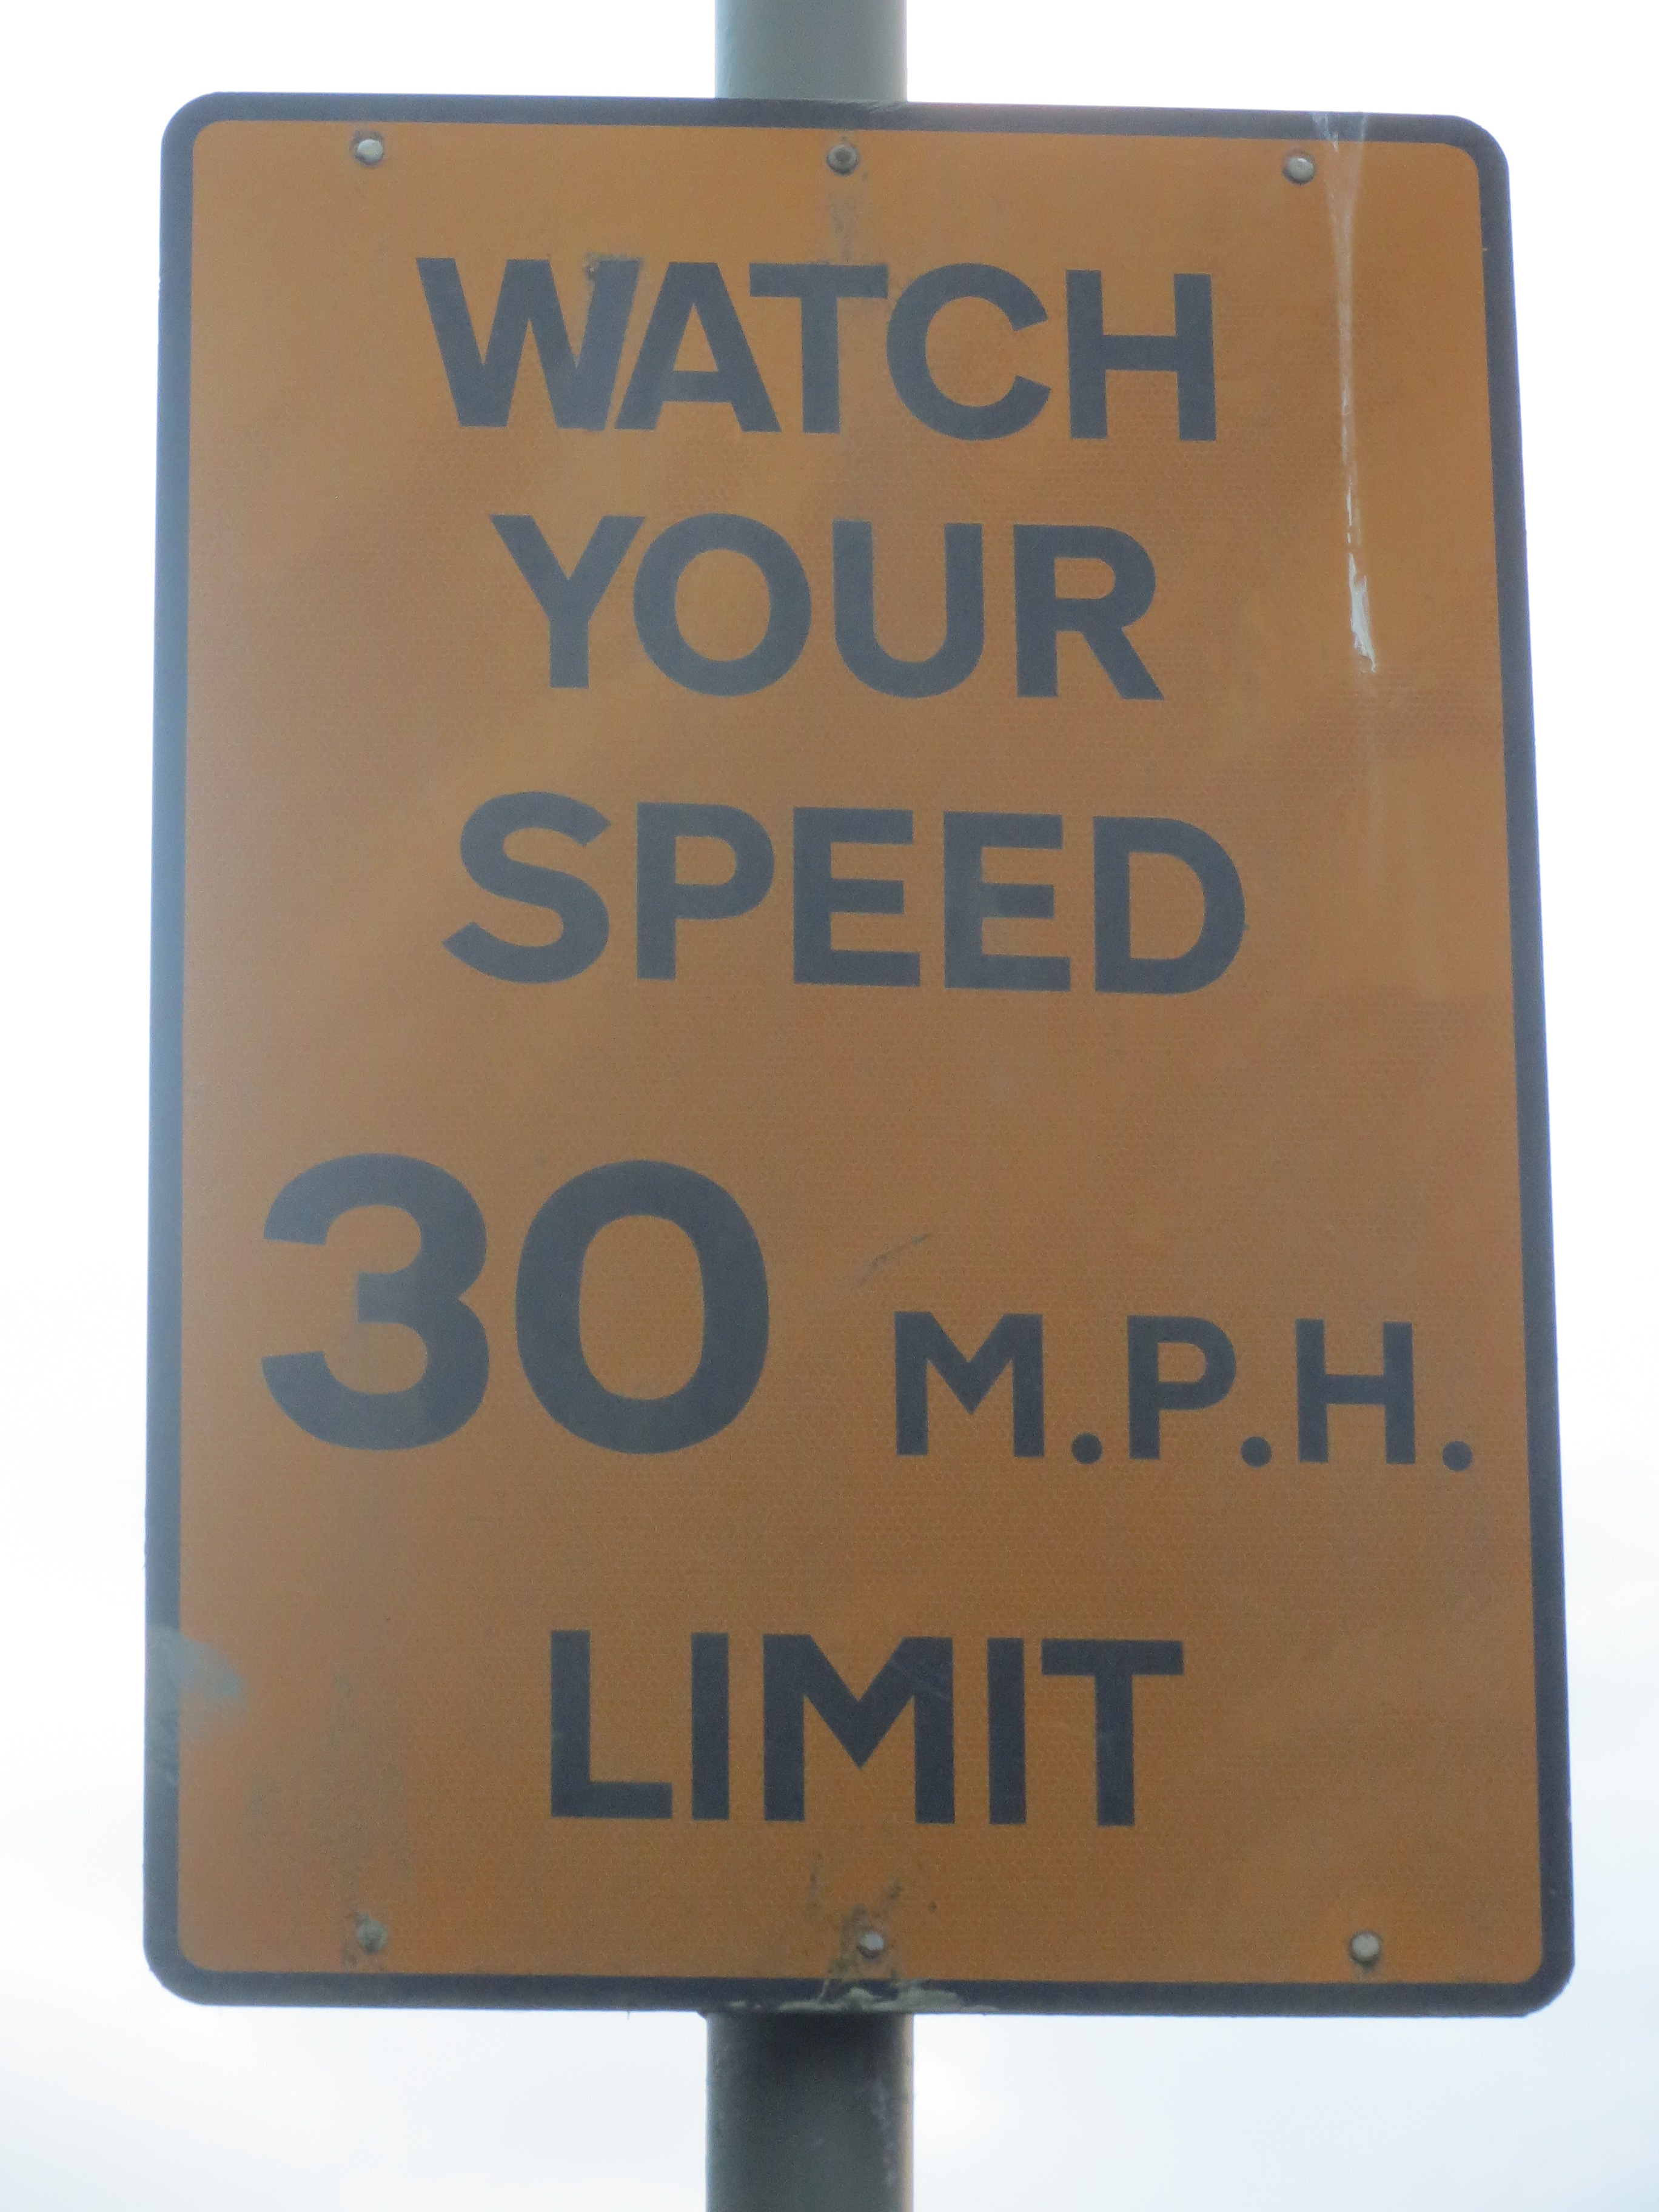 WATCH
YOUR
SPEED
30 M.P.H.
LIMIT